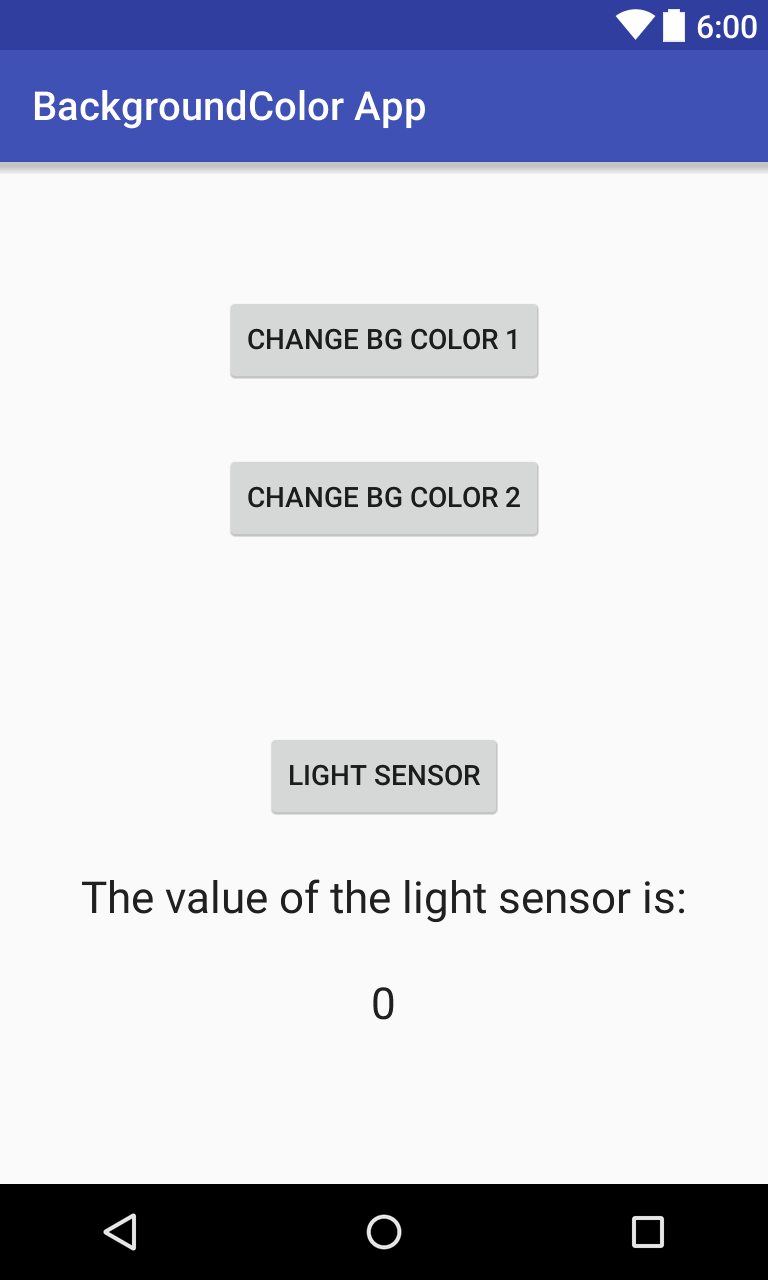 6:00
BackgroundColor App
CHANGE BG COLOR 1
CHANGE BG COLOR 2
LIGHT SENSOR
The value of the light sensor is:
0